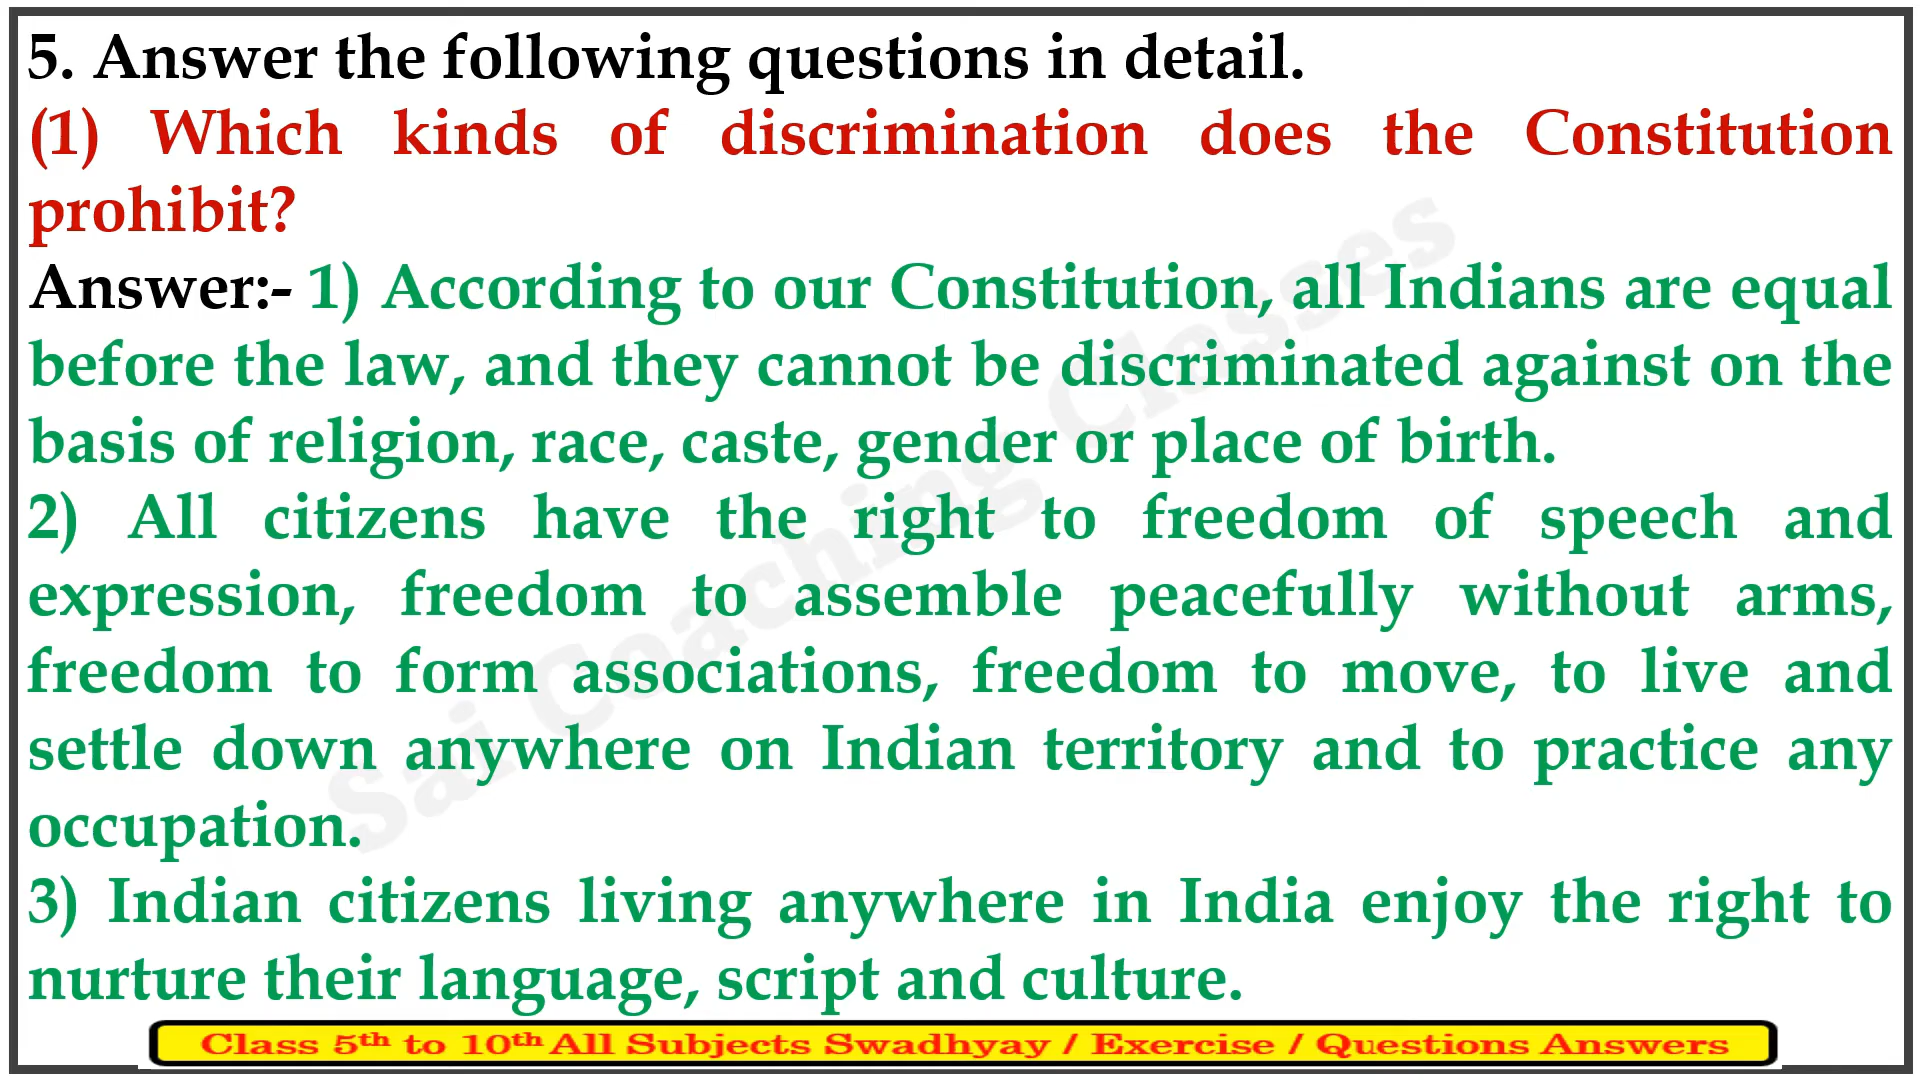 5. Answer the following questions in detail.
(1) Which kinds of discrimination does the Constitution
prohibit?
Answer:- 1) According to our Constitution, all Indians are equal
before the law, and they cannot be discriminated against on the
basis of religion, race, caste, gender or place of birth.
2) All citizens have the right to freedom of speech and
expression, freedom to assemble peacefully without arms,
freedom to form associations, freedom to move, to live and
settle down anywhere on Indian territory and to practice any
occupation.
3) Indian citizens living anywhere in India enjoy the right to
nurture their language, script and culture.
Sai Coaching Classes
Class 5th to 10th All Subjects Swadhyay / Exercise / Questions Answers